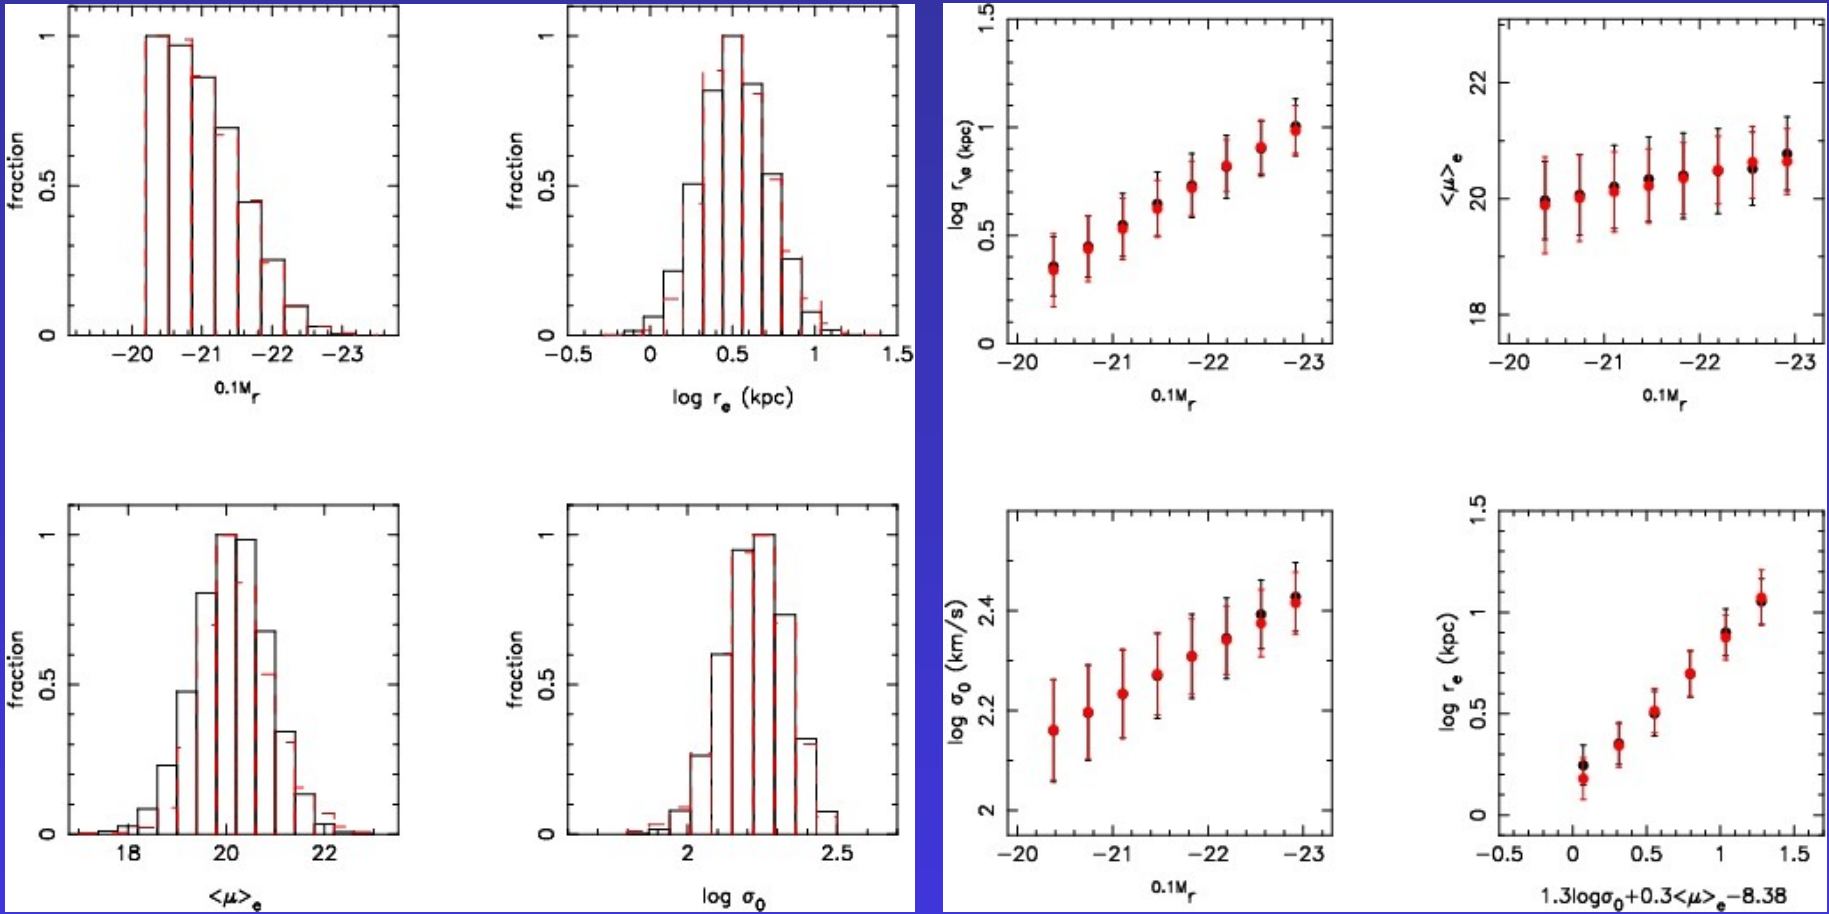 1
0.5
0
fraction
−20 −21 −22 −23
0.1M_r
1
0.5
0
fraction
−0.5 0 0.5 1 1.5
log r_e (kpc)
1.5
1
0.5
0
−20 −21 −22 −23
0.1M_r
22
20
18
<μ>_e
−20 −21 −22 −23
0.1M_r
1
0.5
0
fraction
18 20 22
<μ>_e
1
0.5
0
fraction
2 2.5
log σ_0
2.4
2.2
2
log σ_0 (km/s)
−20 −21 −22 −23
0.1M_r
1.5
1
0.5
0
log r_e (kpc)
−0.5 0 0.5 1 1.5
1.3logσ_0+0.3<μ>_e−8.38